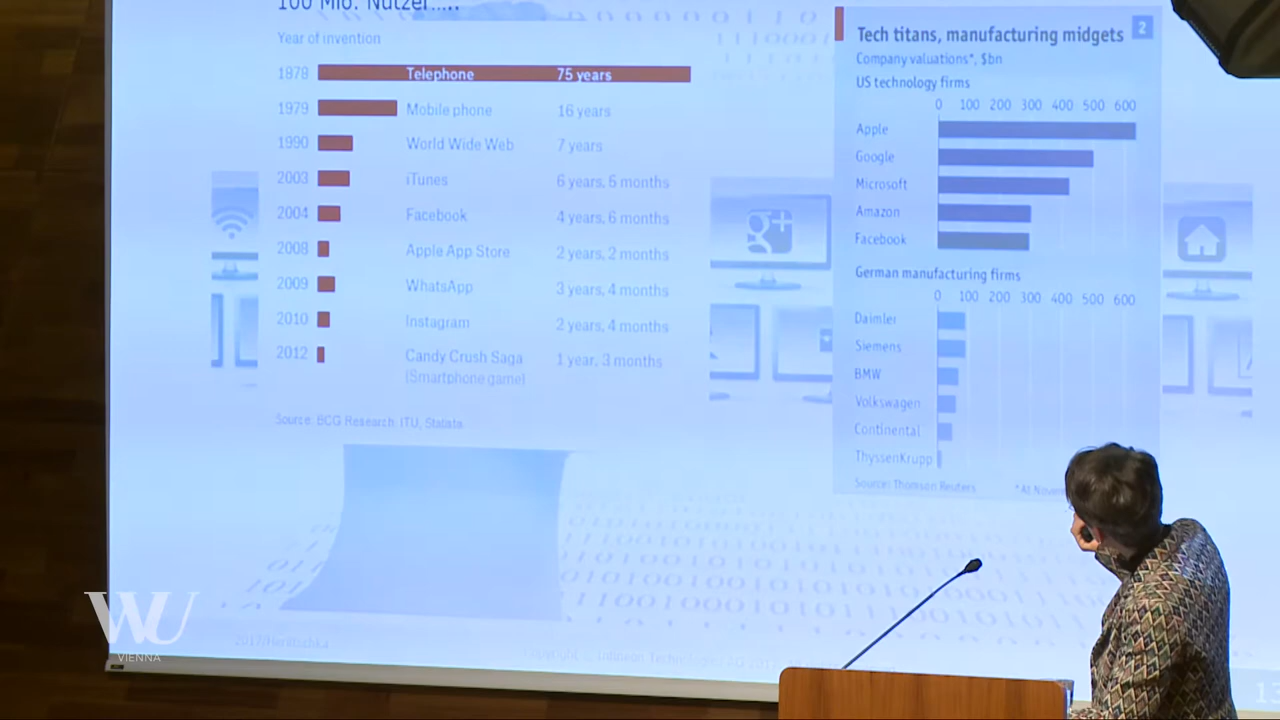 100 Mio. Nutzer.....
Year of invention
1878 Telephone 75 years
1979 Mobile phone 16 years
1990 World Wide Web 7 years
2003 iTunes 6 years, 6 months
2004 Facebook 4 years, 6 months
2008 Apple App Store 2 years, 2 months
2009 WhatsApp 3 years, 4 months
2010 Instagram 2 years, 4 months
2012 Candy Crush Saga 1 year, 3 months
(Smartphone game)
Source: BCG Research, ITU, Statista
Tech titans, manufacturing midgets 2
Company valuations*, $bn
US technology firms
0 100 200 300 400 500 600
Apple
Google
Microsoft
Amazon
Facebook
German manufacturing firms
0 100 200 300 400 500 600
Daimler
Siemens
BMW
Volkswagen
Continental
ThyssenKrupp
Source: Thomson Reuters *At
g+
WU
VIENNA
Infineon Technologies AG 2017